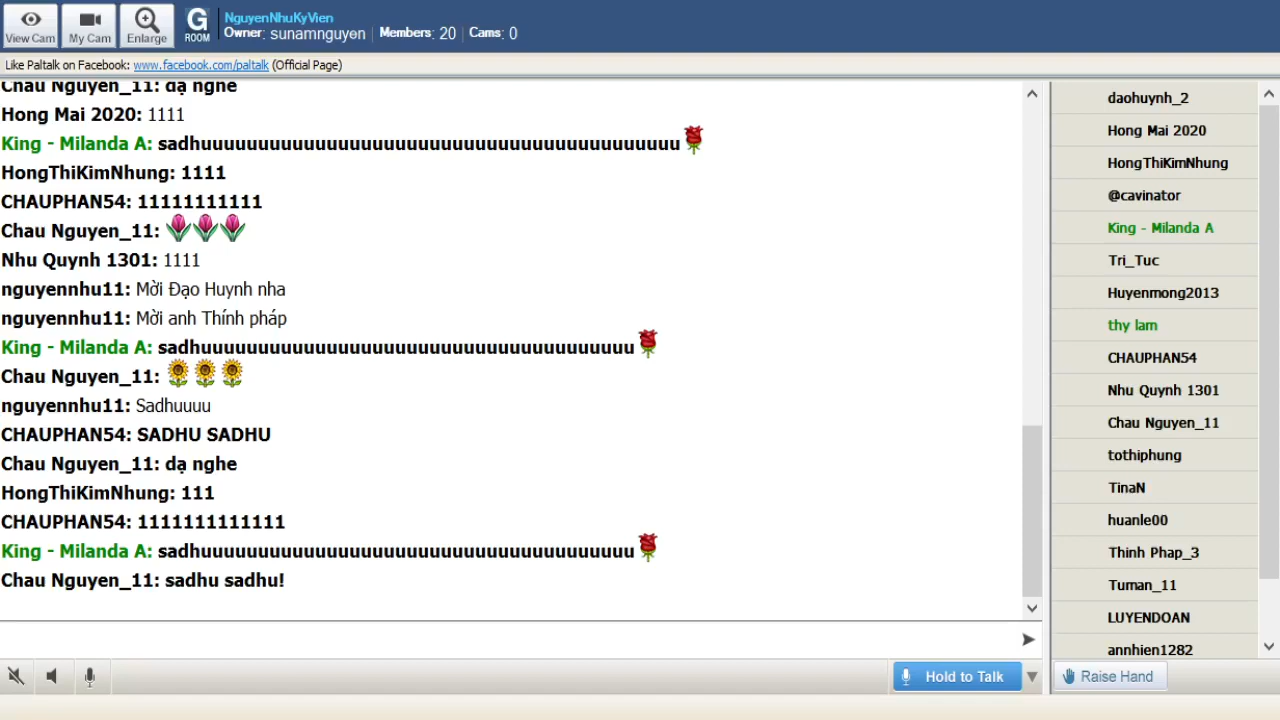 View Cam
My Cam
Enlarge
G
ROOM
NguyenNhuKyVien
Owner: sunamnguyen | Members: 20 | Cams: 0
Like Paltalk on Facebook: www.facebook.com/paltalk (Official Page)
Chau Nguyen_11: dạ nghe
Hong Mai 2020: 1111
King - Milanda A: sadhuuuuuuuuuuuuuuuuuuuuuuuuuuuuuuuuuuuuuuuuuu
HongThiKimNhung: 1111
CHAUPHAN54: 11111111111
Chau Nguyen_11:
Nhu Quynh 1301: 1111
nguyennhu11: Mời Đạo Huynh nha
nguyennhu11: Mời anh Thính pháp
King - Milanda A: sadhuuuuuuuuuuuuuuuuuuuuuuuuuuuuuuuuuuuuuu
Chau Nguyen_11:
nguyennhu11: Sadhuuuu
CHAUPHAN54: SADHU SADHU
Chau Nguyen_11: dạ nghe
HongThiKimNhung: 111
CHAUPHAN54: 1111111111111
King - Milanda A: sadhuuuuuuuuuuuuuuuuuuuuuuuuuuuuuuuuuuuuuu
Chau Nguyen_11: sadhu sadhu!
Hold to Talk
daohuynh_2
Hong Mai 2020
HongThiKimNhung
@cavinator
King - Milanda A
Tri_Tuc
Huyenmong2013
thy lam
CHAUPHAN54
Nhu Quynh 1301
Chau Nguyen_11
tothiphung
TinaN
huanle00
Thinh Phap_3
Tuman_11
LUYENDOAN
annhien1282
Raise Hand